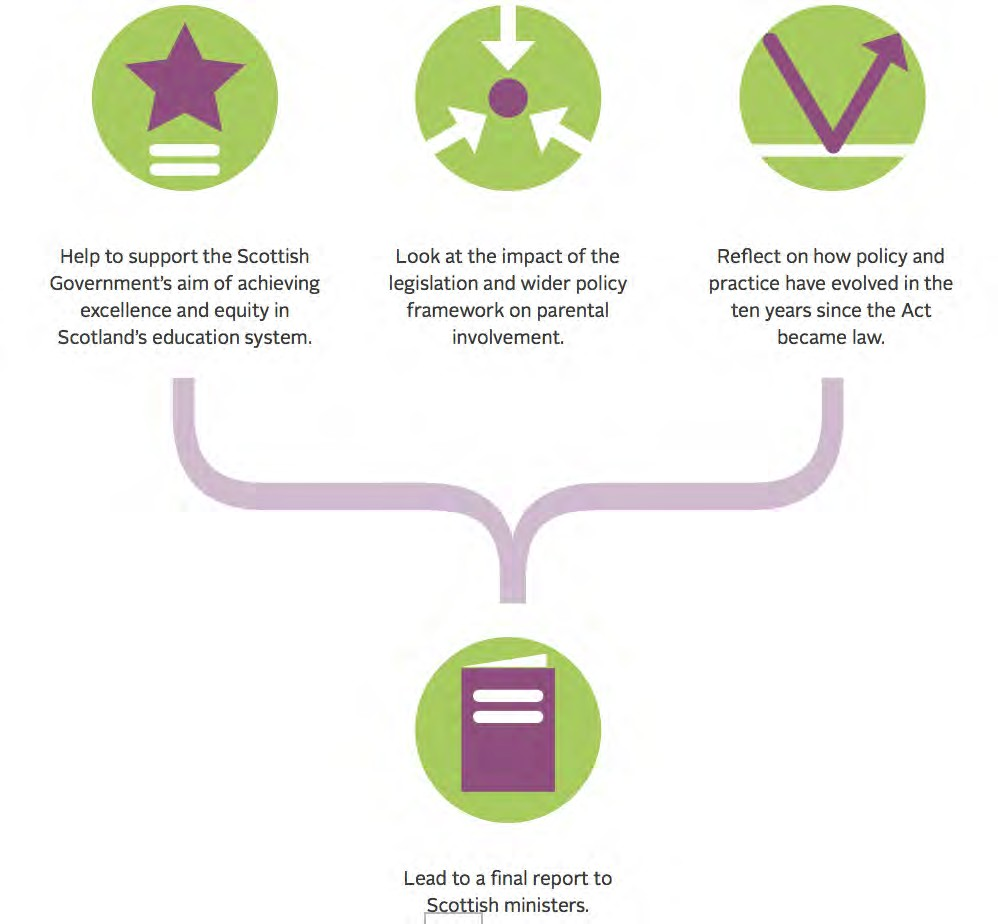 Help to support the Scottish
Government’s aim of achieving
excellence and equity in
Scotland’s education system.
Look at the impact of the
legislation and wider policy
framework on parental
involvement.
Reflect on how policy and
practice have evolved in the
ten years since the Act
became law.
Lead to a final report to
Scottish ministers.